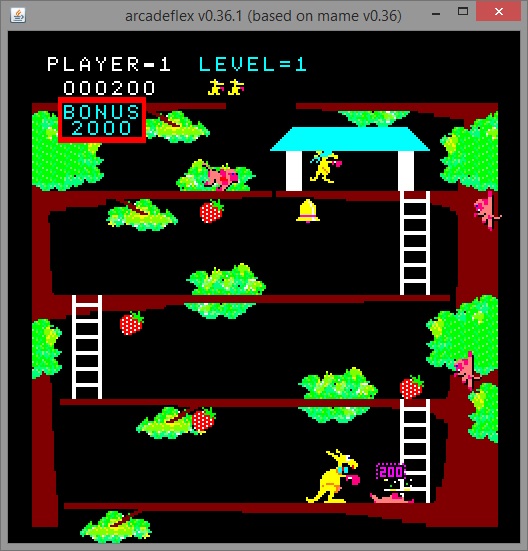 arcadeflex v0.36.1 (based on mame v0.36)
PLAYER-1 LEVEL=1
000200
BONUS
2000
200